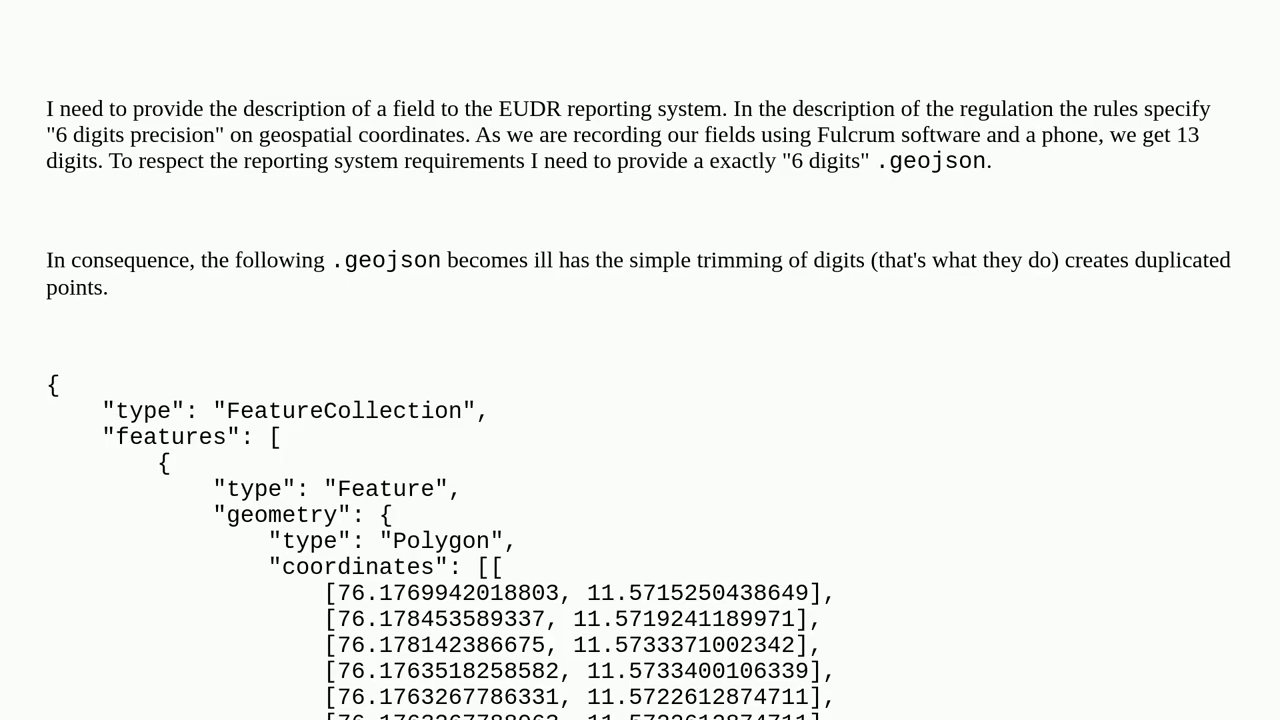 I need to provide the description of a field to the EUDR reporting system. In the description of the regulation the rules specify
"6 digits precision" on geospatial coordinates. As we are recording our fields using Fulcrum software and a phone, we get 13
digits. To respect the reporting system requirements I need to provide a exactly "6 digits" .geojson.
In consequence, the following .geojson becomes ill has the simple trimming of digits (that's what they do) creates duplicated
points.
{
    "type": "FeatureCollection",
    "features": [
        {
            "type": "Feature",
            "geometry": {
                "type": "Polygon",
                "coordinates": [[
                    [76.1769942018803, 11.5715250438649],
                    [76.178453589337, 11.5719241189971],
                    [76.178142386675, 11.5733371002342],
                    [76.1763518258582, 11.5733400106339],
                    [76.1763267786331, 11.5722612874711],